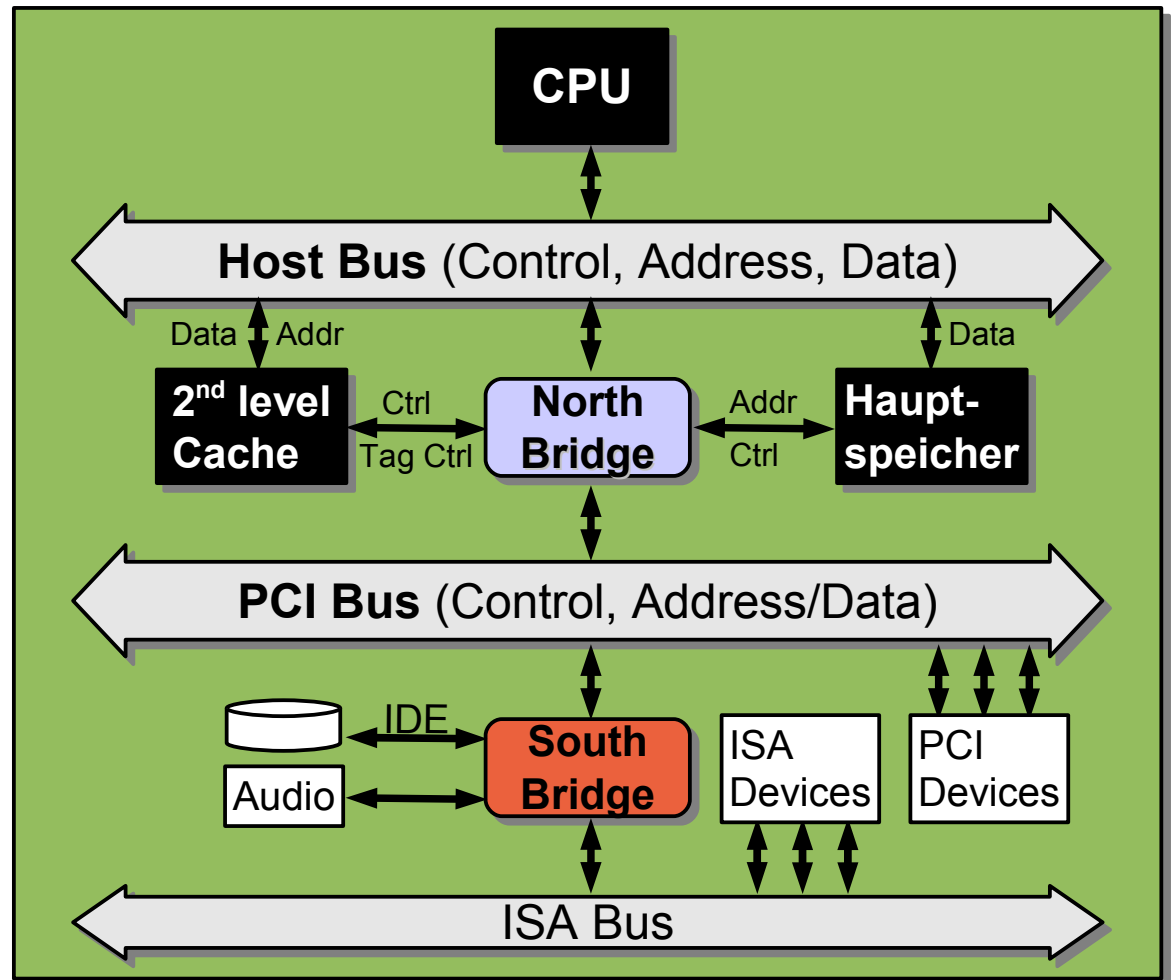 CPU
Host Bus (Control, Address, Data)
Data Addr
Data
2nd level
Cache
Ctrl
Tag Ctrl
North
Bridge
Addr
Ctrl
Haupt-
speicher
PCI Bus (Control, Address/Data)
IDE
Audio
South
Bridge
ISA
Devices
PCI
Devices
ISA Bus